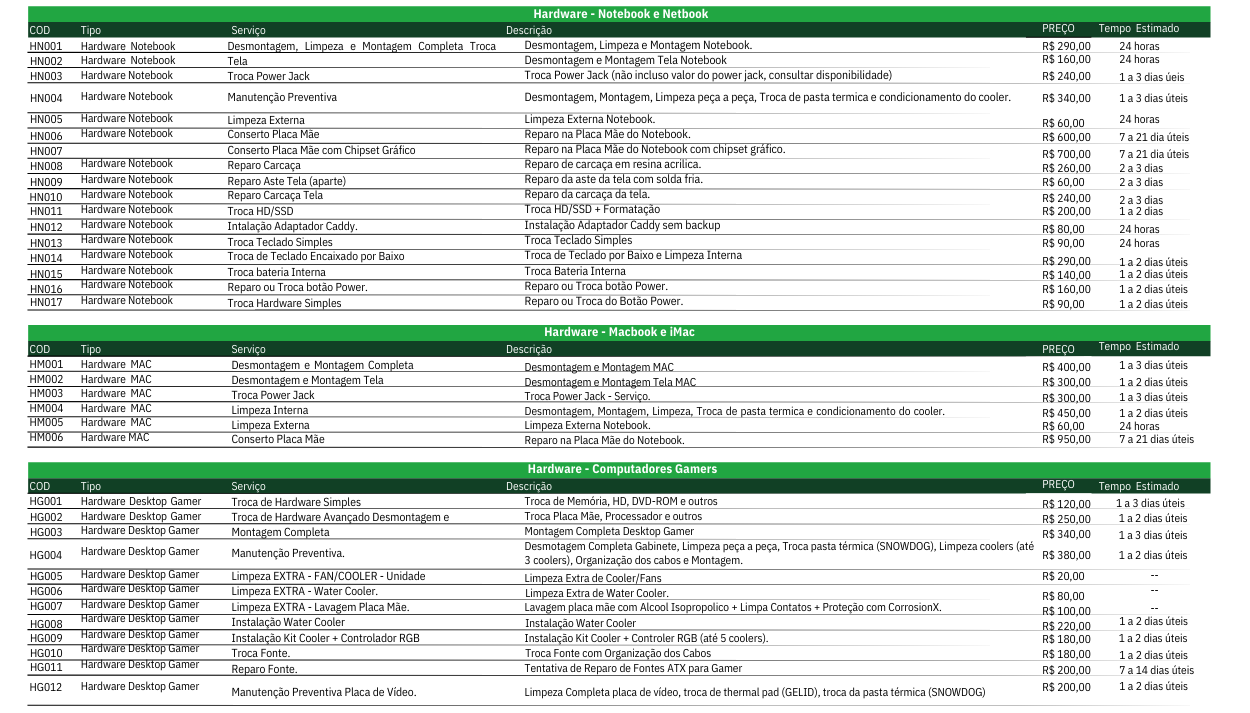 Hardware - Notebook e Netbook
COD Tipo Serviço Descrição PREÇO Tempo Estimado
HN001 Hardware Notebook Desmontagem, Limpeza e Montagem Completa Troca Desmontagem, Limpeza e Montagem Notebook. R$ 290,00 24 horas
HN002 Hardware Notebook Tela Desmontagem e Montagem Tela Notebook R$ 160,00 24 horas
HN003 Hardware Notebook Troca Power Jack Troca Power Jack (não incluso valor do power jack, consultar disponibilidade) R$ 240,00 1 a 3 dias úeis
HN004 Hardware Notebook Manutenção Preventiva Desmontagem, Montagem, Limpeza peça a peça, Troca de pasta termica e condicionamento do cooler. R$ 340,00 1 a 3 dias úteis
HN005 Hardware Notebook Limpeza Externa Limpeza Externa Notebook. R$ 60,00 24 horas
HN006 Hardware Notebook Conserto Placa Mãe Reparo na Placa Mãe do Notebook. R$ 600,00 7 a 21 dia úteis
HN007 Conserto Placa Mãe com Chipset Gráfico Reparo na Placa Mãe do Notebook com chipset gráfico. R$ 700,00 7 a 21 dia úteis
HN008 Hardware Notebook Reparo Carcaça Reparo de carcaça em resina acrilica. R$ 260,00 2 a 3 dias
HN009 Hardware Notebook Reparo Aste Tela (aparte) Reparo da aste da tela com solda fria. R$ 60,00 2 a 3 dias
HN010 Hardware Notebook Reparo Carcaça Tela Reparo da carcaça da tela. R$ 240,00 2 a 3 dias
HN011 Hardware Notebook Troca HD/SSD Troca HD/SSD + Formatação R$ 200,00 1 a 2 dias
HN012 Hardware Notebook Intalação Adaptador Caddy. Instalação Adaptador Caddy sem backup R$ 80,00 24 horas
HN013 Hardware Notebook Troca Teclado Simples Troca Teclado Simples R$ 90,00 24 horas
HN014 Hardware Notebook Troca de Teclado Encaixado por Baixo Troca de Teclado por Baixo e Limpeza Interna R$ 290,00 1 a 2 dias úteis
HN015 Hardware Notebook Troca bateria Interna Troca Bateria Interna R$ 140,00 1 a 2 dias úteis
HN016 Hardware Notebook Reparo ou Troca botão Power. Reparo ou Troca botão Power. R$ 160,00 1 a 2 dias úteis
HN017 Hardware Notebook Troca Hardware Simples Reparo ou Troca do Botão Power. R$ 90,00 1 a 2 dias úteis
Hardware - Macbook e iMac
COD Tipo Serviço Descrição PREÇO Tempo Estimado
HM001 Hardware MAC Desmontagem e Montagem Completa Desmontagem e Montagem MAC R$ 400,00 1 a 3 dias úteis
HM002 Hardware MAC Desmontagem e Montagem Tela Desmontagem e Montagem Tela MAC R$ 300,00 1 a 2 dias úteis
HM003 Hardware MAC Troca Power Jack Troca Power Jack - Serviço. R$ 300,00 1 a 3 dias úteis
HM004 Hardware MAC Limpeza Interna Desmontagem, Montagem, Limpeza, Troca de pasta termica e condicionamento do cooler. R$ 450,00 1 a 2 dias úteis
HM005 Hardware MAC Limpeza Externa Limpeza Externa Notebook. R$ 60,00 24 horas
HM006 Hardware MAC Conserto Placa Mãe Reparo na Placa Mãe do Notebook. R$ 950,00 7 a 21 dias úteis
Hardware - Computadores Gamers
COD Tipo Serviço Descrição PREÇO Tempo Estimado
HG001 Hardware Desktop Gamer Troca de Hardware Simples Troca de Memória, HD, DVD-ROM e outros R$ 120,00 1 a 3 dias úteis
HG002 Hardware Desktop Gamer Troca de Hardware Avançado Desmontagem e Troca Placa Mãe, Processador e outros R$ 250,00 1 a 2 dias úteis
HG003 Hardware Desktop Gamer Montagem Completa Montagem Completa Desktop Gamer R$ 340,00 1 a 3 dias úteis
HG004 Hardware Desktop Gamer Manutenção Preventiva. Desmotagem Completa Gabinete, Limpeza peça a peça, Troca pasta térmica (SNOWDOG), Limpeza coolers (até R$ 380,00 1 a 2 dias úteis
3 coolers), Organização dos cabos e Montagem.
HG005 Hardware Desktop Gamer Limpeza EXTRA - FAN/COOLER - Unidade Limpeza Extra de Cooler/Fans R$ 20,00 --
HG006 Hardware Desktop Gamer Limpeza EXTRA - Water Cooler. Limpeza Extra de Water Cooler. R$ 80,00 --
HG007 Hardware Desktop Gamer Limpeza EXTRA - Lavagem Placa Mãe. Lavagem placa mãe com Alcool Isopropolico + Limpa Contatos + Proteção com CorrosionX. R$ 100,00 --
HG008 Hardware Desktop Gamer Instalação Water Cooler Instalação Water Cooler R$ 220,00 1 a 2 dias úteis
HG009 Hardware Desktop Gamer Instalação Kit Cooler + Controlador RGB Instalação Kit Cooler + Controler RGB (até 5 coolers). R$ 180,00 1 a 2 dias úteis
HG010 Hardware Desktop Gamer Troca Fonte. Troca Fonte com Organização dos Cabos R$ 180,00 1 a 2 dias úteis
HG011 Hardware Desktop Gamer Reparo Fonte. Tentativa de Reparo de Fontes ATX para Gamer R$ 200,00 7 a 14 dias úteis
HG012 Hardware Desktop Gamer Manutenção Preventiva Placa de Vídeo. Limpeza Completa placa de vídeo, troca de thermal pad (GELID), troca da pasta térmica (SNOWDOG) R$ 200,00 1 a 2 dias úteis